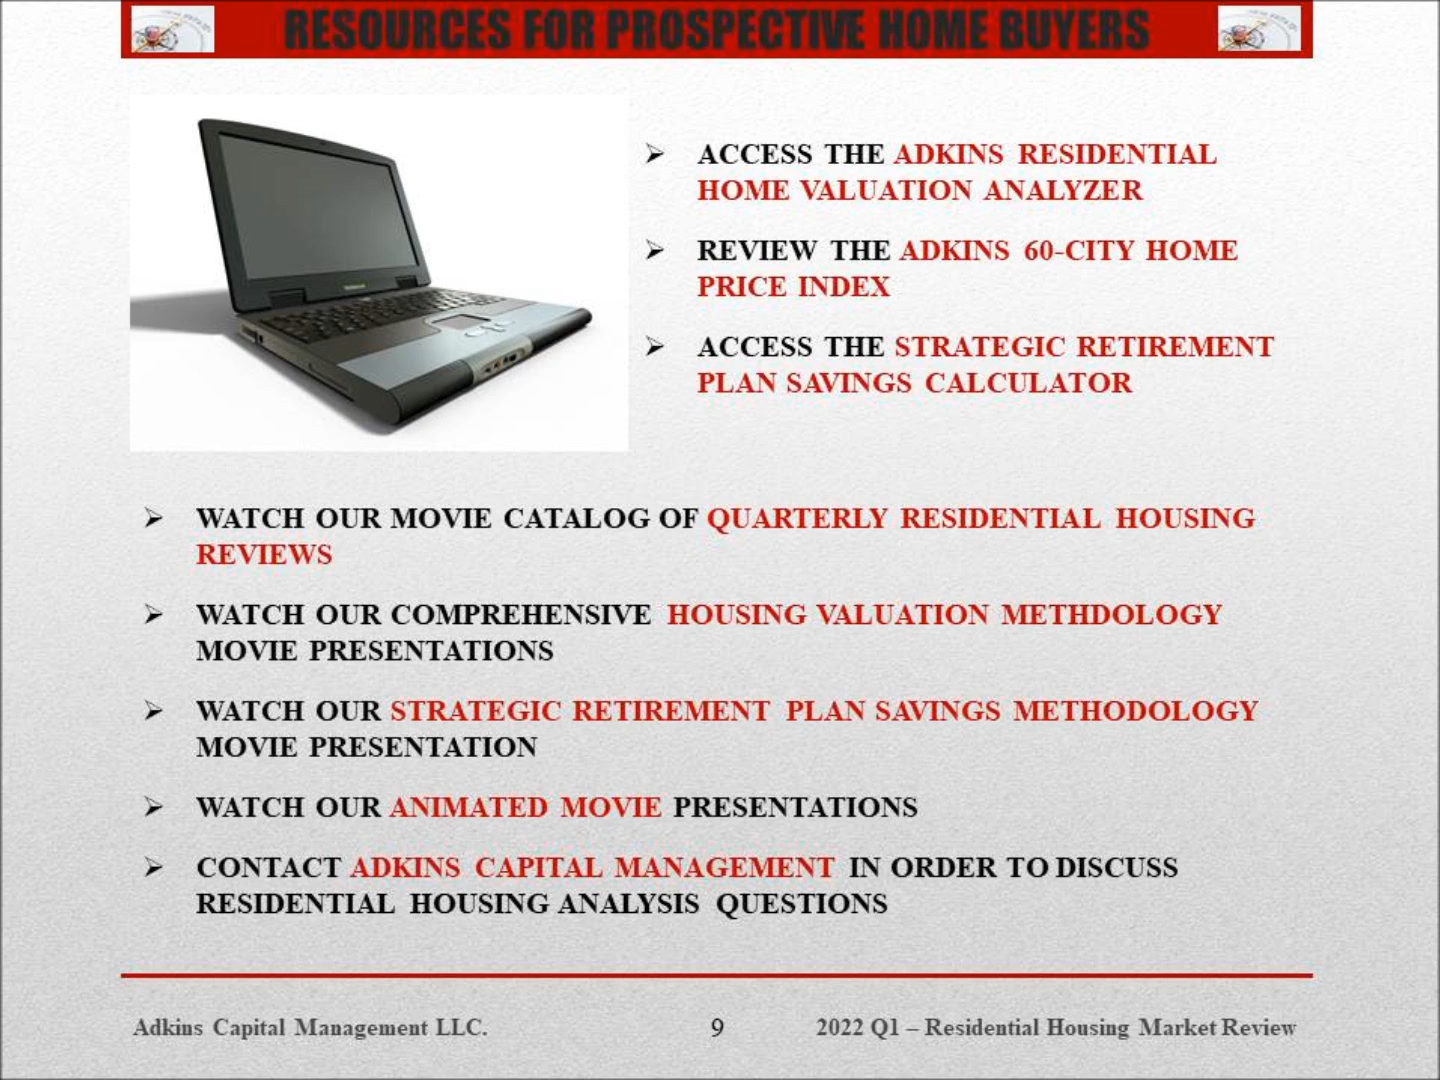 RESOURCES FOR PROSPECTIVE HOME BUYERS
➢ ACCESS THE ADKINS RESIDENTIAL
HOME VALUATION ANALYZER
➢ REVIEW THE ADKINS 60-CITY HOME
PRICE INDEX
➢ ACCESS THE STRATEGIC RETIREMENT
PLAN SAVINGS CALCULATOR
➢ WATCH OUR MOVIE CATALOG OF QUARTERLY RESIDENTIAL HOUSING
REVIEWS
➢ WATCH OUR COMPREHENSIVE HOUSING VALUATION METHDOLOGY
MOVIE PRESENTATIONS
➢ WATCH OUR STRATEGIC RETIREMENT PLAN SAVINGS METHODOLOGY
MOVIE PRESENTATION
➢ WATCH OUR ANIMATED MOVIE PRESENTATIONS
➢ CONTACT ADKINS CAPITAL MANAGEMENT IN ORDER TO DISCUSS
RESIDENTIAL HOUSING ANALYSIS QUESTIONS
Adkins Capital Management LLC. 9 2022 Q1 – Residential Housing Market Review